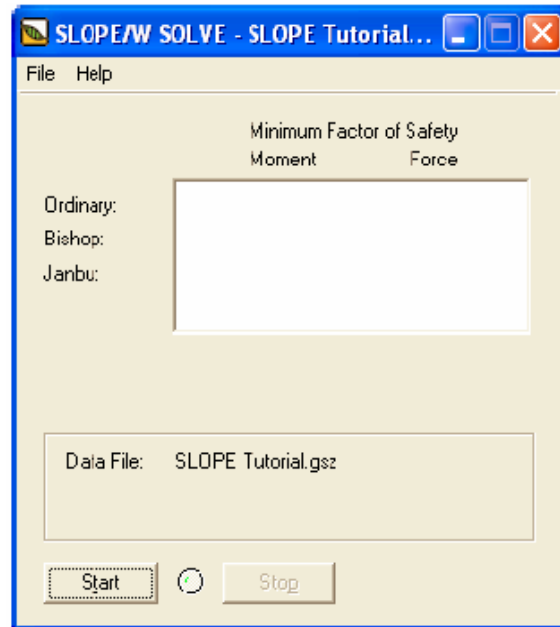 SLOPE/W SOLVE - SLOPE Tutorial...
File Help
Minimum Factor of Safety
Moment Force
Ordinary:
Bishop:
Janbu:
Data File: SLOPE Tutorial.gsz
Start Stop